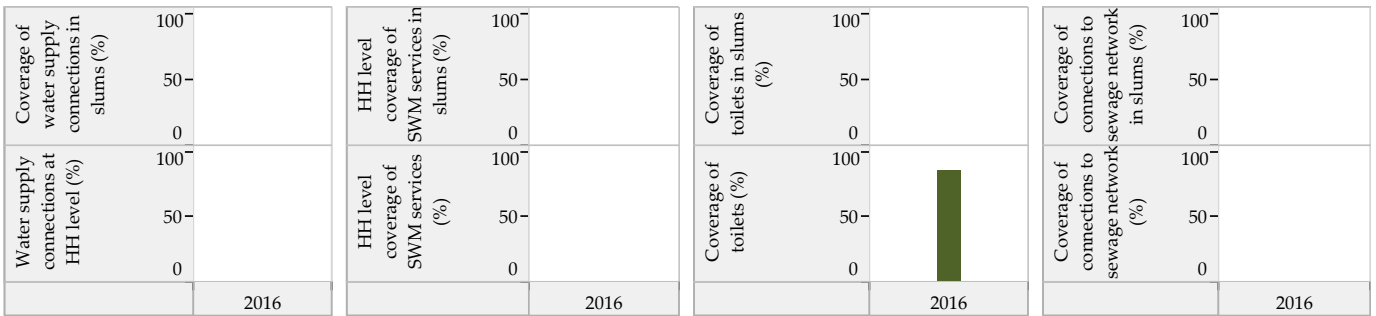 Coverage of
water supply
connections in
slums (%)
100
50
0
Water supply
connections at
HH level (%)
100
50
0
2016
HH level
coverage of
SWM services in
slums (%)
100
50
0
HH level
coverage of
SWM services
(%)
100
50
0
2016
Coverage of
toilets in slums
(%)
100
50
0
Coverage of
toilets (%)
100
50
0
2016
Coverage of
connections to
sewage network
in slums (%)
100
50
0
Coverage of
connections to
sewage network
(%)
100
50
0
2016